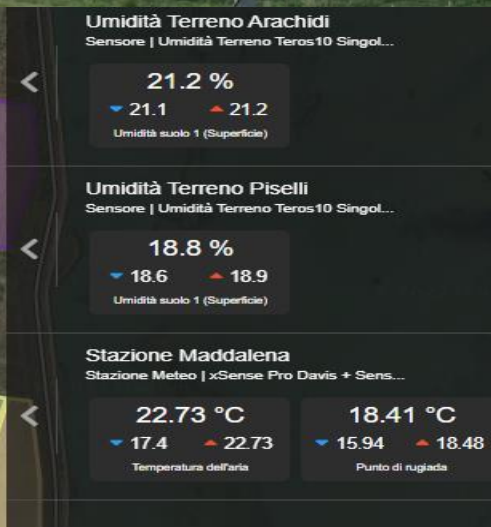 Umidità Terreno Arachidi
Sensore | Umidità Terreno Teros10 Singol...
21.2 %
21.1 21.2
Umidità suolo 1 (Superficie)
Umidità Terreno Piselli
Sensore | Umidità Terreno Teros10 Singol...
18.8 %
18.6 18.9
Umidità suolo 1 (Superficie)
Stazione Maddalena
Stazione Meteo | xSense Pro Davis + Sens...
22.73 °C 18.41 °C
17.4 22.73 15.94 18.48
Temperatura dell'aria Punto di rugiada